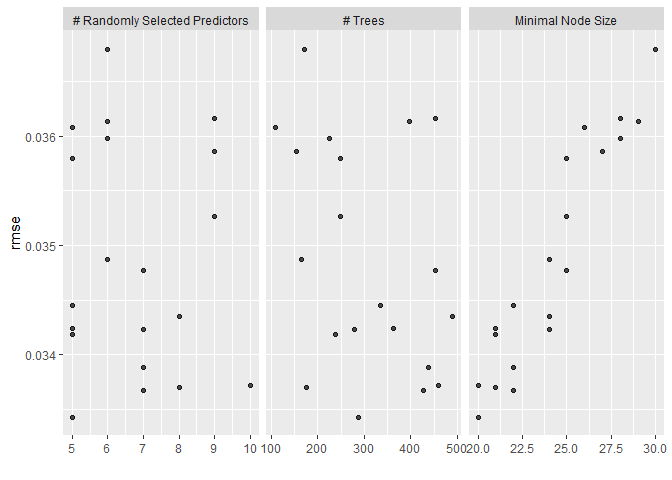 # Randomly Selected Predictors # Trees Minimal Node Size
0.036
0.035
0.034
rmse
5 6 7 8 9 10 100 200 300 400 500 20.0 22.5 25.0 27.5 30.0